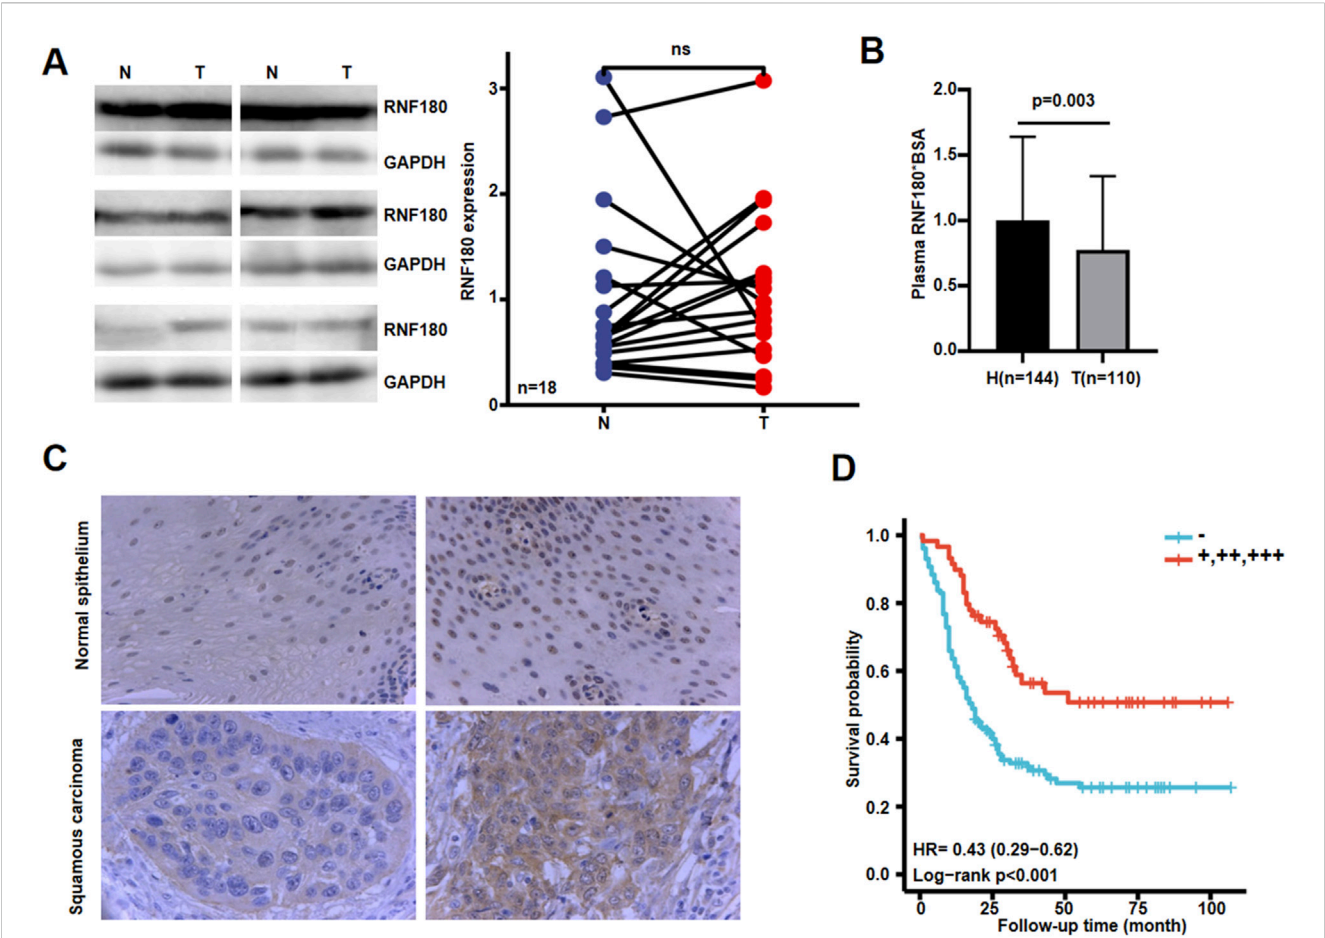 A
N T N T
RNF180
GAPDH
RNF180
GAPDH
RNF180
GAPDH
ns
RNF180 expression
3
2
1
0
n=18
N T
B
Plasma RNF180*BSA
2.0
1.5
1.0
0.5
0.0
p=0.003
H(n=144) T(n=110)
C
Normal spithelium
Squamous carcinoma
D
Survival probability
1.0
0.8
0.6
0.4
0.2
0.0
-
+,++,+++
HR= 0.43 (0.29−0.62)
Log−rank p<0.001
0 25 50 75 100
Follow-up time (month)